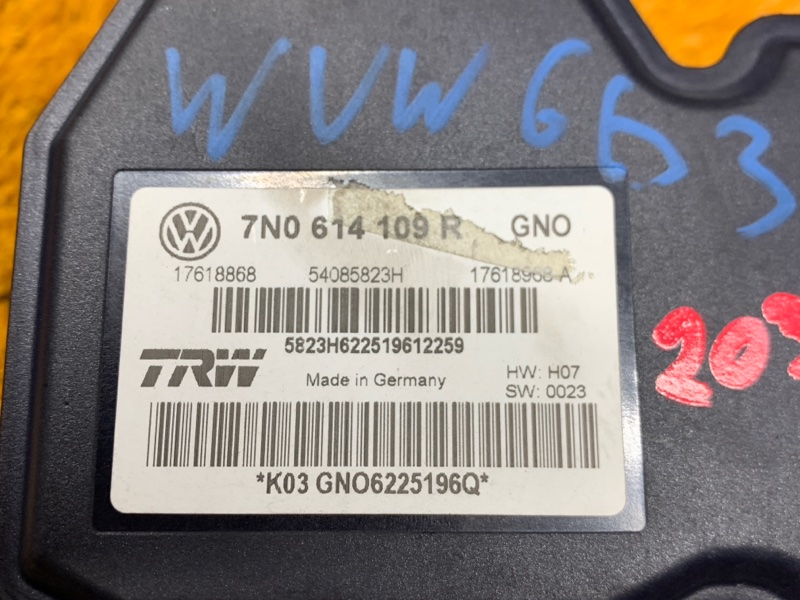 WVW 6Б3
7N0 614 109 R GNO
17618868 54085823H 17618968 A
5823H622519612259
TRW Made in Germany
HW: H07
SW: 0023
*K03 GNO6225196Q*